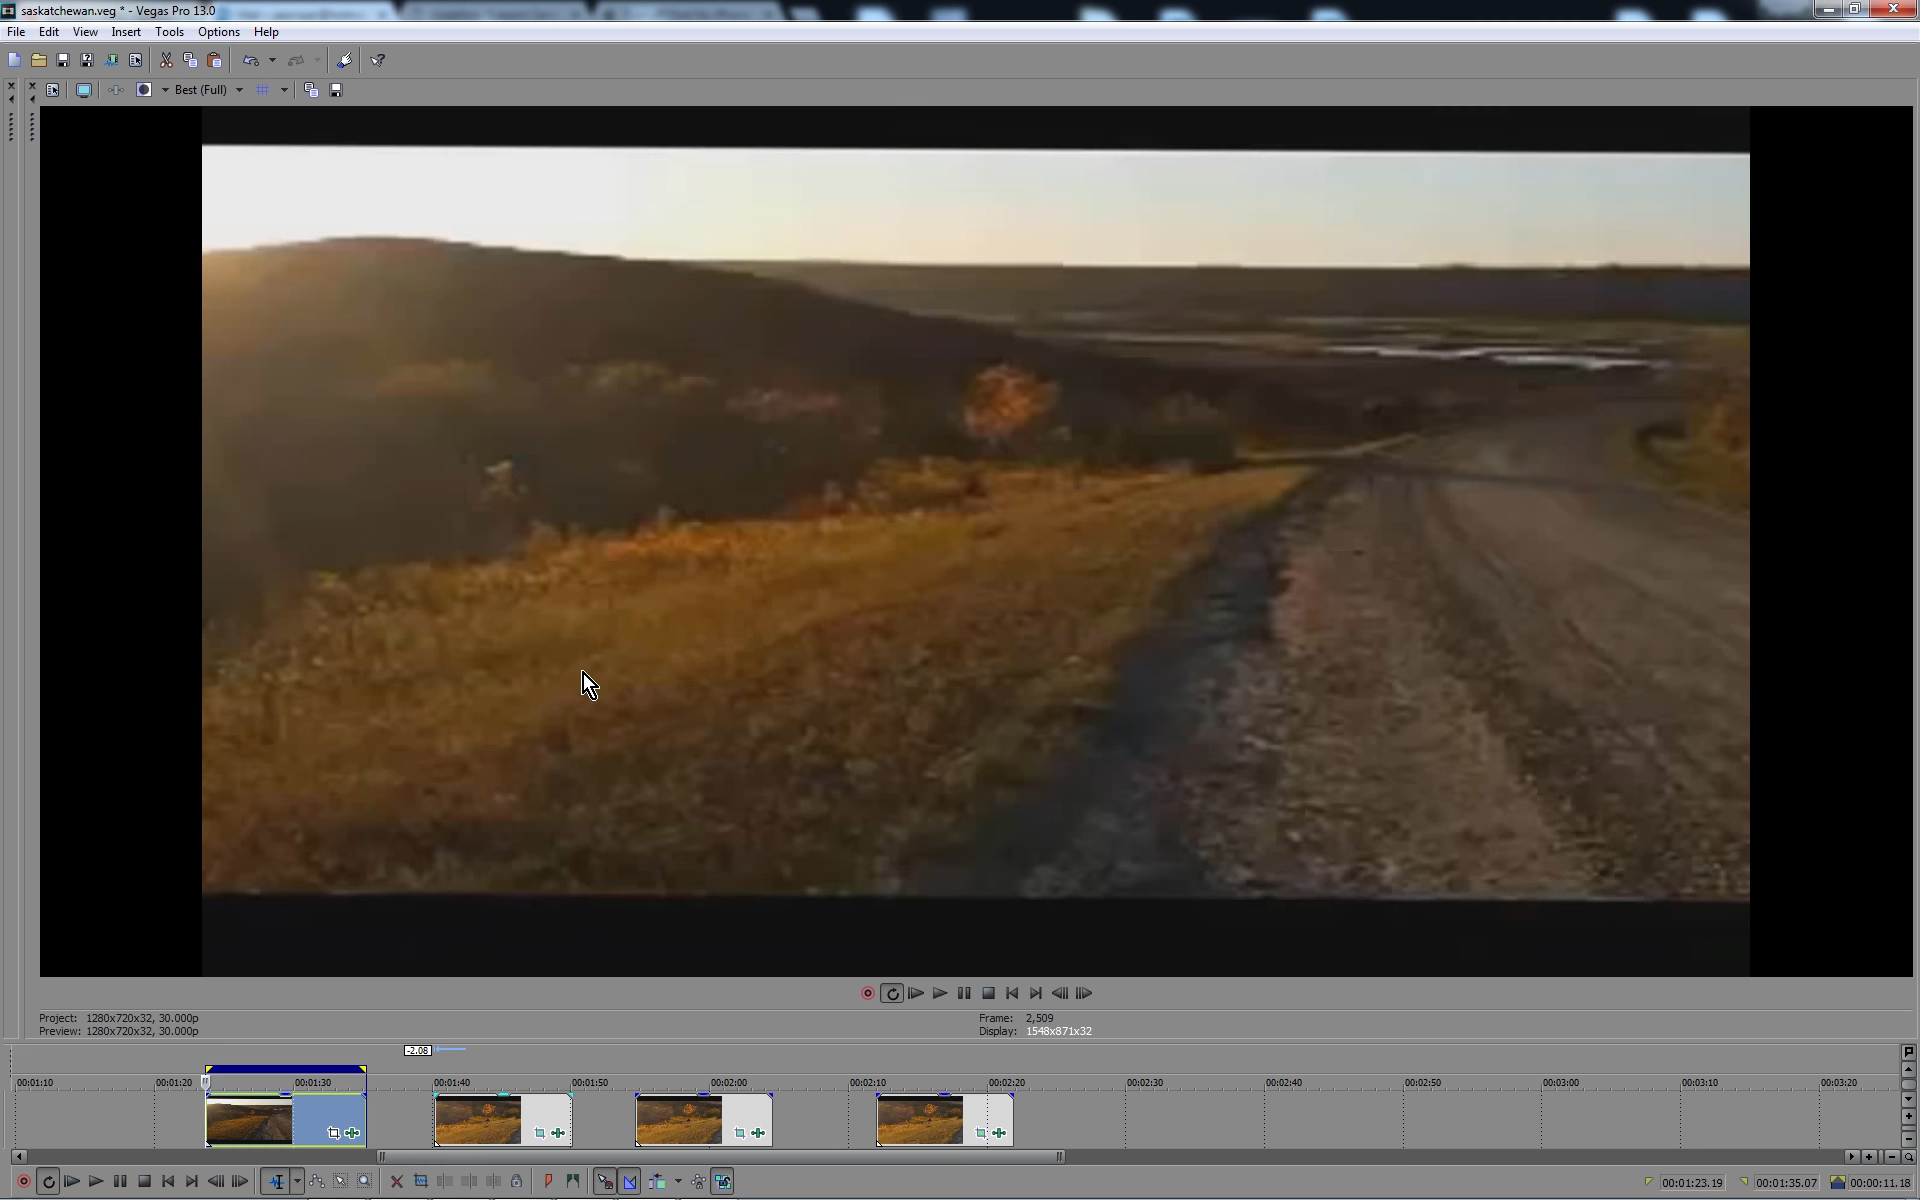 saskatchewan.veg * - Vegas Pro 13.0
File Edit View Insert Tools Options Help
Best (Full)
Project: 1280x720x32, 30.000p
Preview: 1280x720x32, 30.000p
Frame: 2,509
Display: 1548x871x32
-2.08
00:01:10 00:01:20 00:01:30 00:01:40 00:01:50 00:02:00 00:02:10 00:02:20 00:02:30 00:02:40 00:02:50 00:03:00 00:03:10 00:03:20
00:01:23.19 00:01:35.07 00:00:11.18